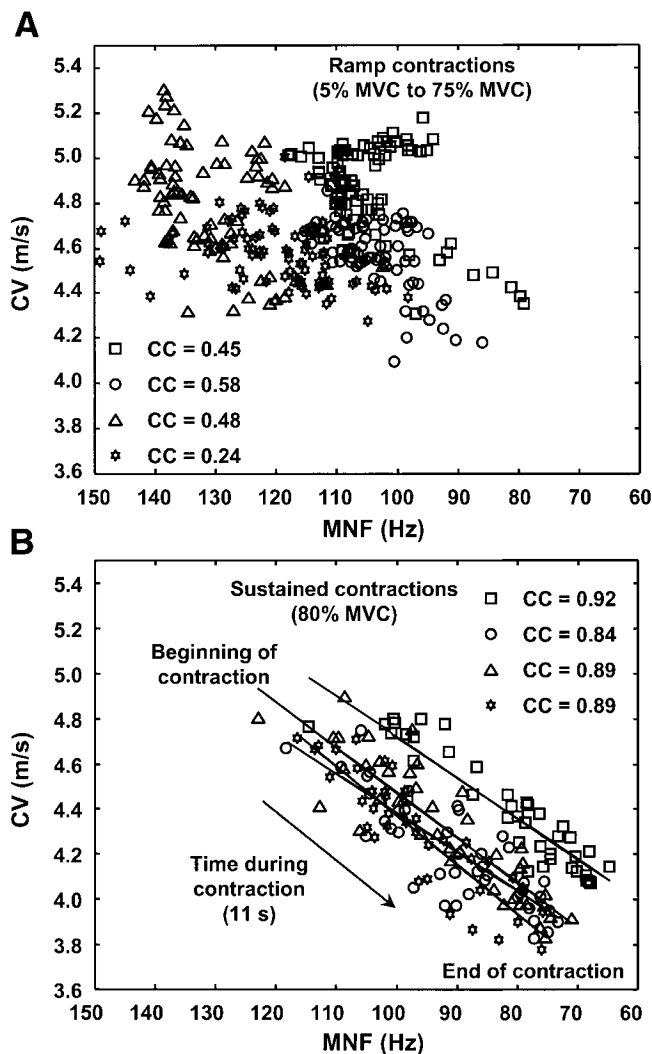 A
Ramp contractions
(5% MVC to 75% MVC)
5.4
5.2
5.0
4.8
4.6
4.4
4.2
4.0
3.8
3.6
CV (m/s)
CC = 0.45
CC = 0.58
CC = 0.48
CC = 0.24
150 140 130 120 110 100 90 80 70 60
MNF (Hz)
B
Sustained contractions
(80% MVC)
CC = 0.92
CC = 0.84
CC = 0.89
CC = 0.89
Beginning of
contraction
5.4
5.2
5.0
4.8
4.6
4.4
4.2
4.0
3.8
3.6
CV (m/s)
Time during
contraction
(11 s)
End of contraction
150 140 130 120 110 100 90 80 70 60
MNF (Hz)